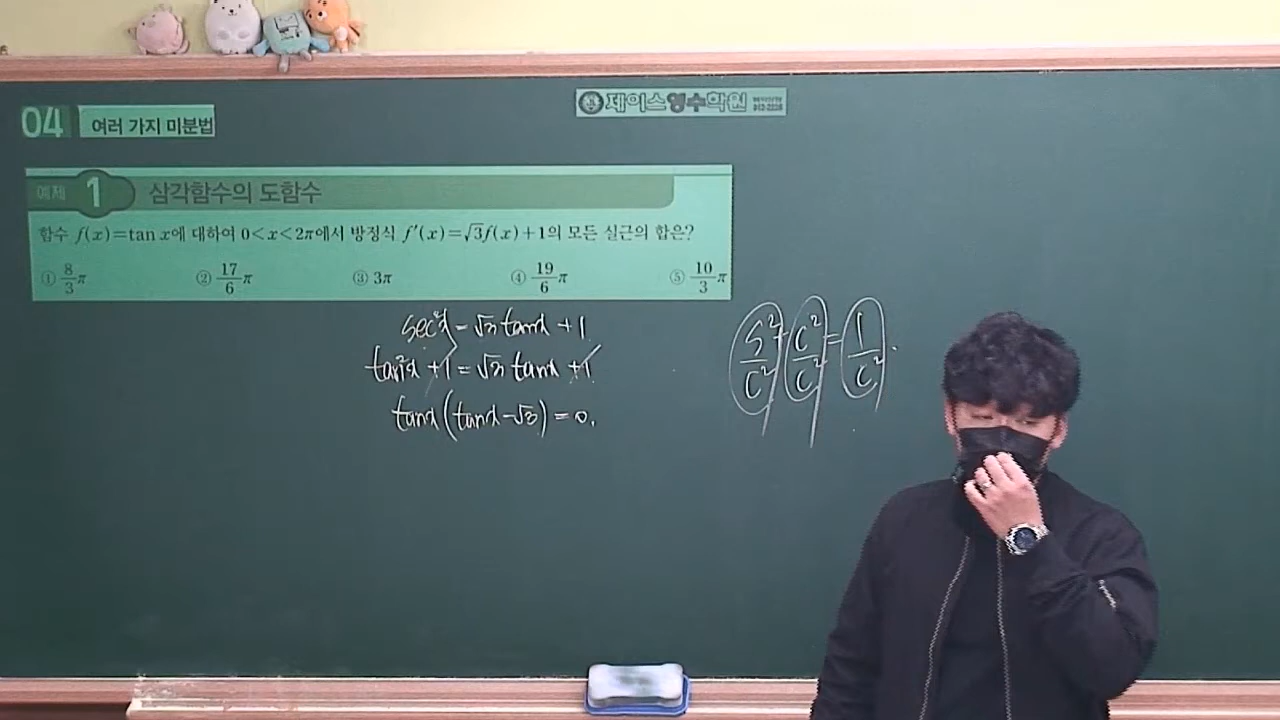 04 여러 가지 미분법
제이스영수학원
예제 1 삼각함수의 도함수
함수 f(x)=tan x에 대하여 0<x<2π에서 방정식 f′(x)=√3f(x)+1의 모든 실근의 합은?
① 8/3π ② 17/6π ③ 3π ④ 19/6π ⑤ 10/3π
sec²x = √3 tanx + 1
tan²x + 1 = √3 tanx + 1
tanx(tanx - √3) = 0.
S²/C² + C²/C² = 1/C².